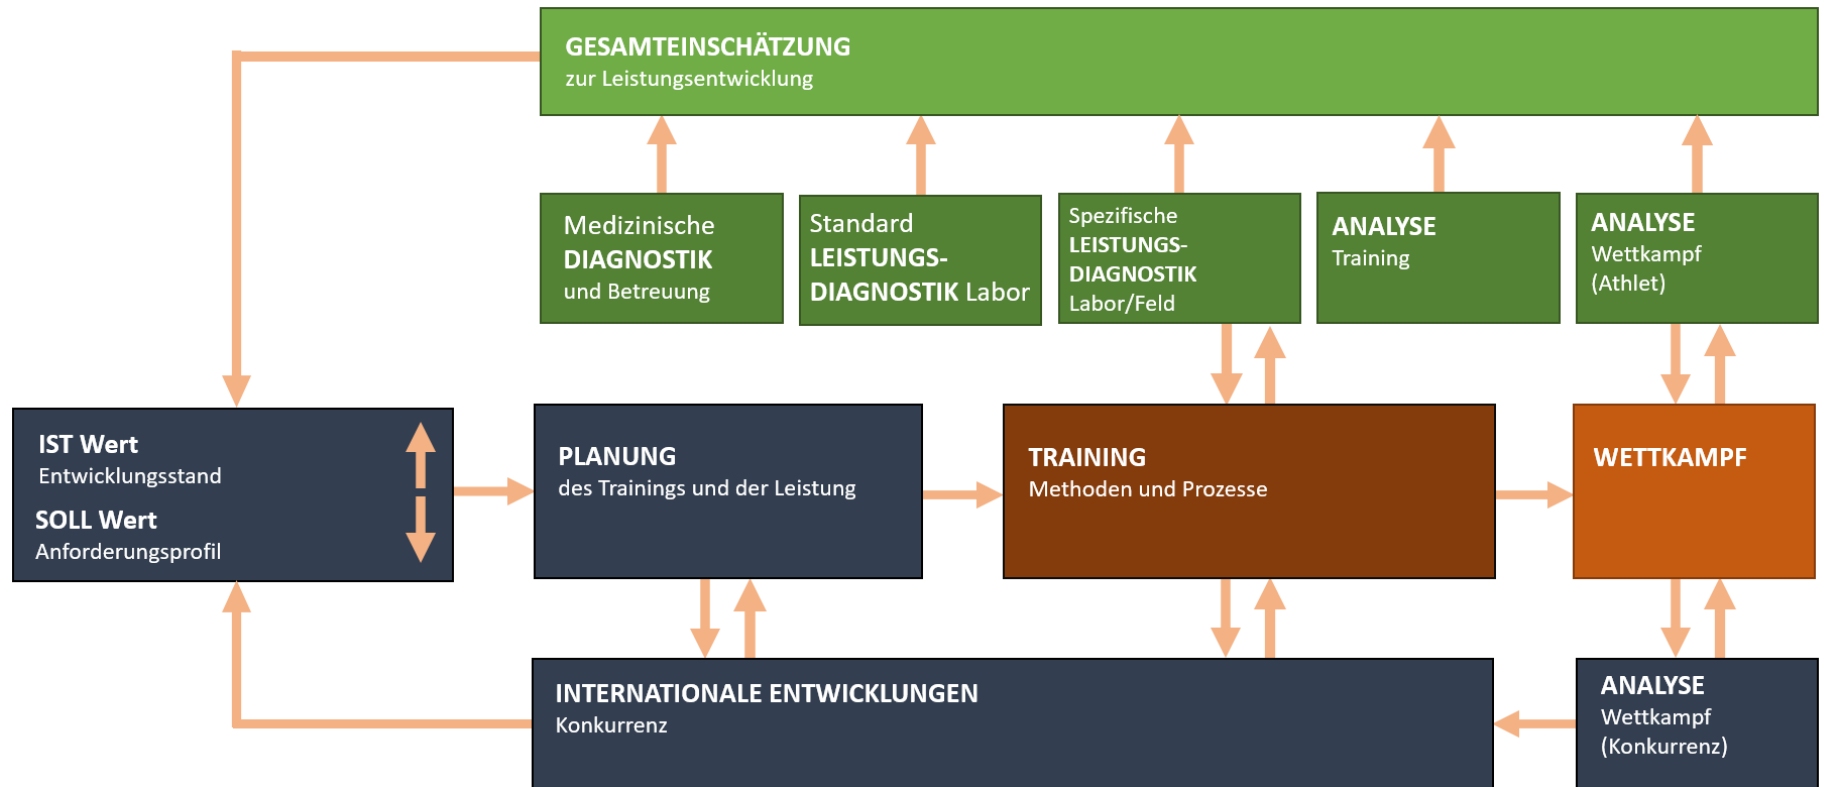 GESAMTEINSCHÄTZUNG
zur Leistungsentwicklung
Medizinische
DIAGNOSTIK
und Betreuung
Standard
LEISTUNGS-
DIAGNOSTIK Labor
Spezifische
LEISTUNGS-
DIAGNOSTIK
Labor/Feld
ANALYSE
Training
ANALYSE
Wettkampf
(Athlet)
IST Wert
Entwicklungsstand
SOLL Wert
Anforderungsprofil
PLANUNG
des Trainings und der Leistung
TRAINING
Methoden und Prozesse
WETTKAMPF
INTERNATIONALE ENTWICKLUNGEN
Konkurrenz
ANALYSE
Wettkampf
(Konkurrenz)